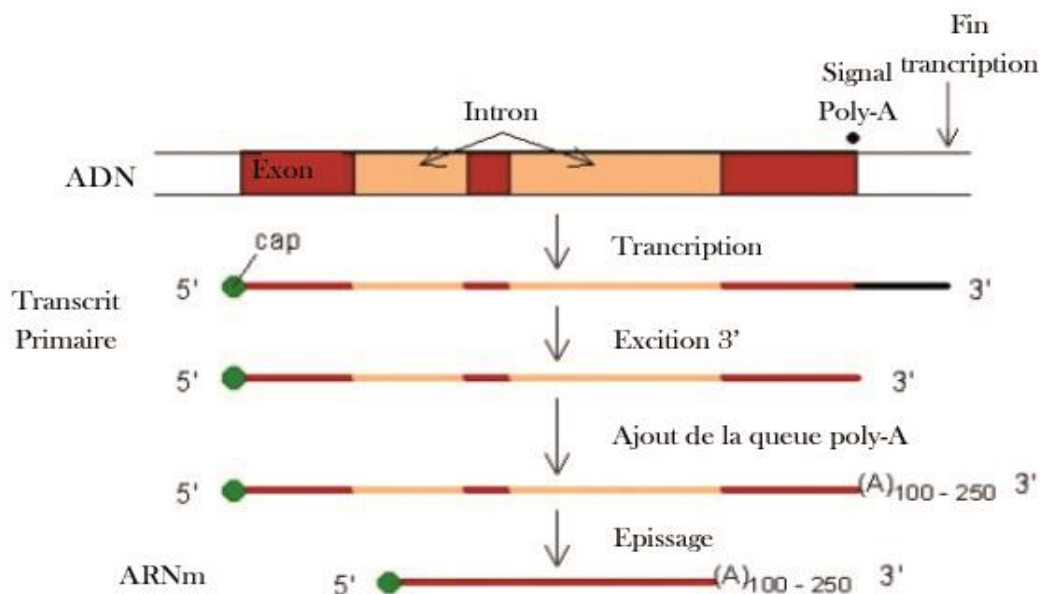 Fin
Signal trancription
Poly-A
Intron
ADN
Exon
Trancription
cap
5' 3'
Transcrit
Primaire
Excition 3'
5' 3'
Ajout de la queue poly-A
5' (A)100 - 250 3'
Epissage
ARNm
5' (A)100 - 250 3'